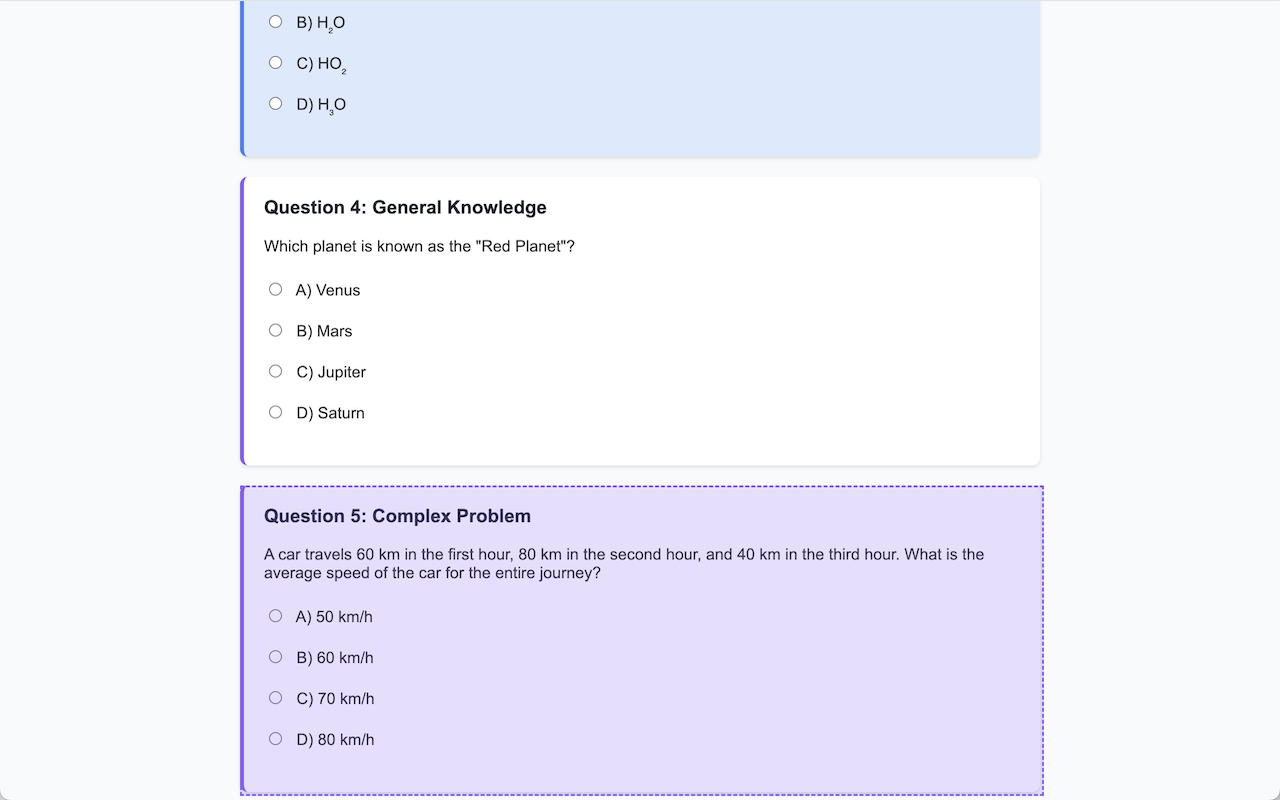 B) H₂O
C) HO₂
D) H₃O
Question 4: General Knowledge
Which planet is known as the "Red Planet"?
A) Venus
B) Mars
C) Jupiter
D) Saturn
Question 5: Complex Problem
A car travels 60 km in the first hour, 80 km in the second hour, and 40 km in the third hour. What is the
average speed of the car for the entire journey?
A) 50 km/h
B) 60 km/h
C) 70 km/h
D) 80 km/h